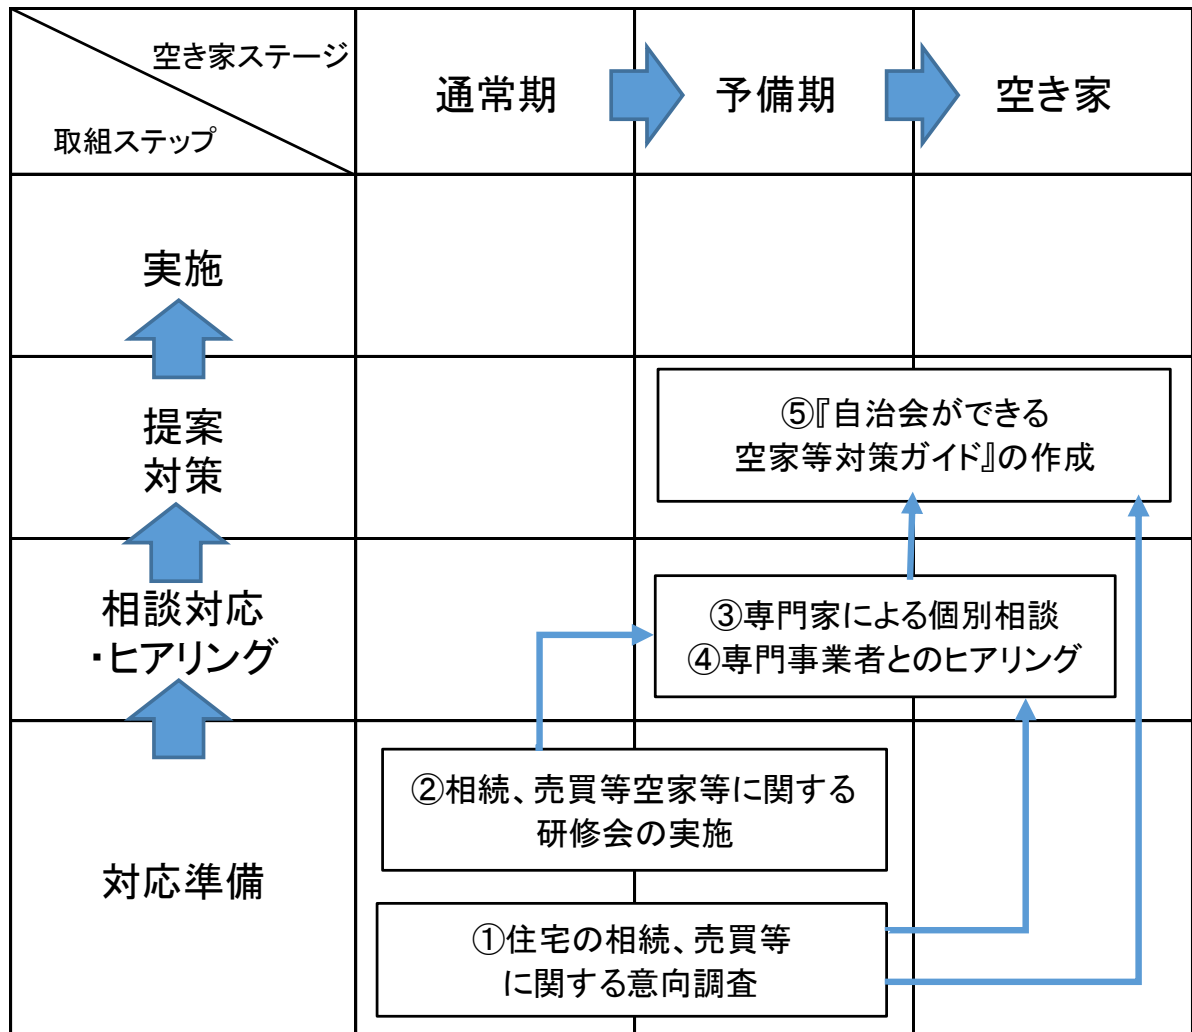 空き家ステージ
取組ステップ
通常期
予備期
空き家
実施
提案
対策
⑤『自治会ができる
空家等対策ガイド』の作成
相談対応
・ヒアリング
③専門家による個別相談
④専門事業者とのヒアリング
対応準備
②相続、売買等空家等に関する
研修会の実施
①住宅の相続、売買等
に関する意向調査